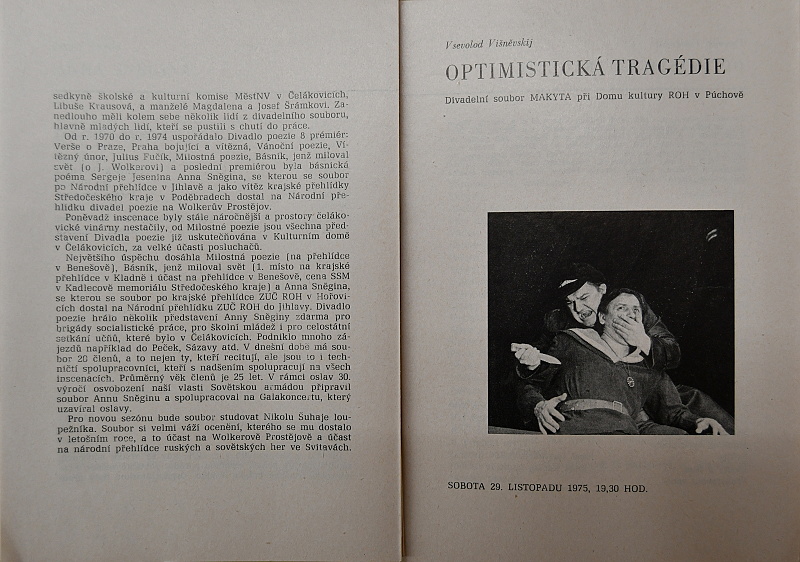 sedkyně školské a kulturní komise MěstNV v Čelákovicích,
Libuše Krausová, a manželé Magdalena a Josef Šrámkovi. Za-
nedlouho měli kolem sebe několik lidí z divadelního souboru,
hlavně mladých lidí, kteří se pustili s chutí do práce.
Od r. 1970 do r. 1974 uspořádalo Divadlo poezie 8 premiér:
Verše o Praze, Praha bojující a vítězná, Vánoční poezie, Ví-
tězný únor, Julius Fučík, Milostná poezie, Básník, jenž miloval
svět (o J. Wolkerovi) a poslední premiérou byla básnická
poéma Sergeje Jesenina Anna Sněgina, se kterou se soubor
po Národní přehlídce v Jihlavě a jako vítěz krajské přehlídky
Středočeského kraje v Poděbradech dostal na Národní pře-
hlídku divadel poezie na Wolkerův Prostějov.
Poněvadž inscenace byly stále náročnější a prostory čeláko-
vické vinárny nestačily, od Milostné poezie jsou všechna před-
stavení Divadla poezie již uskutečňována v Kulturním domě
v Čelákovicích, za velké účasti posluchačů.
Největšího úspěchu dosáhla Milostná poezie (na přehlídce
v Benešově), Básník, jenž miloval svět (1. místo na krajské
přehlídce v Kladně i účast na přehlídce v Benešově, cena SSM
v Kadlecově memoriálu Středočeského kraje) a Anna Sněgina,
se kterou se soubor po krajské přehlídce ZUČ ROH v Hořovi-
cích dostal na Národní přehlídku ZUČ ROH do Jihlavy. Divadlo
poezie hrálo několik představení Anny Sněginy zdarma pro
brigády socialistické práce, pro školní mládež i pro celostátní
setkání učňů, které bylo v Čelákovicích. Podniklo mnoho zá-
jezdů například do Peček, Sázavy atd. V dnešní době má sou-
bor 20 členů, a to nejen ty, kteří recitují, ale jsou to i tech-
ničtí spolupracovníci, kteří s nadšením spolupracují na všech
inscenacích. Průměrný věk členů je 25 let. V rámci oslav 30.
výročí osvobození naší vlasti Sovětskou armádou připravil
soubor Annu Sněginu a spolupracoval na Galakoncertu, který
uzavíral oslavy.
Pro novou sezónu bude soubor studovat Nikolu Šuhaje lou-
pežníka. Soubor si velmi váží ocenění, kterého se mu dostalo
v letošním roce, a to účast na Wolkerově Prostějově a účast
na národní přehlídce ruských a sovětských her ve Svitavách.
Vsevolod Višněvskij
OPTIMISTICKÁ TRAGÉDIE
Divadelní soubor MAKYTA při Domu kultury ROH v Púchově
SOBOTA 29. LISTOPADU 1975, 19,30 HOD.